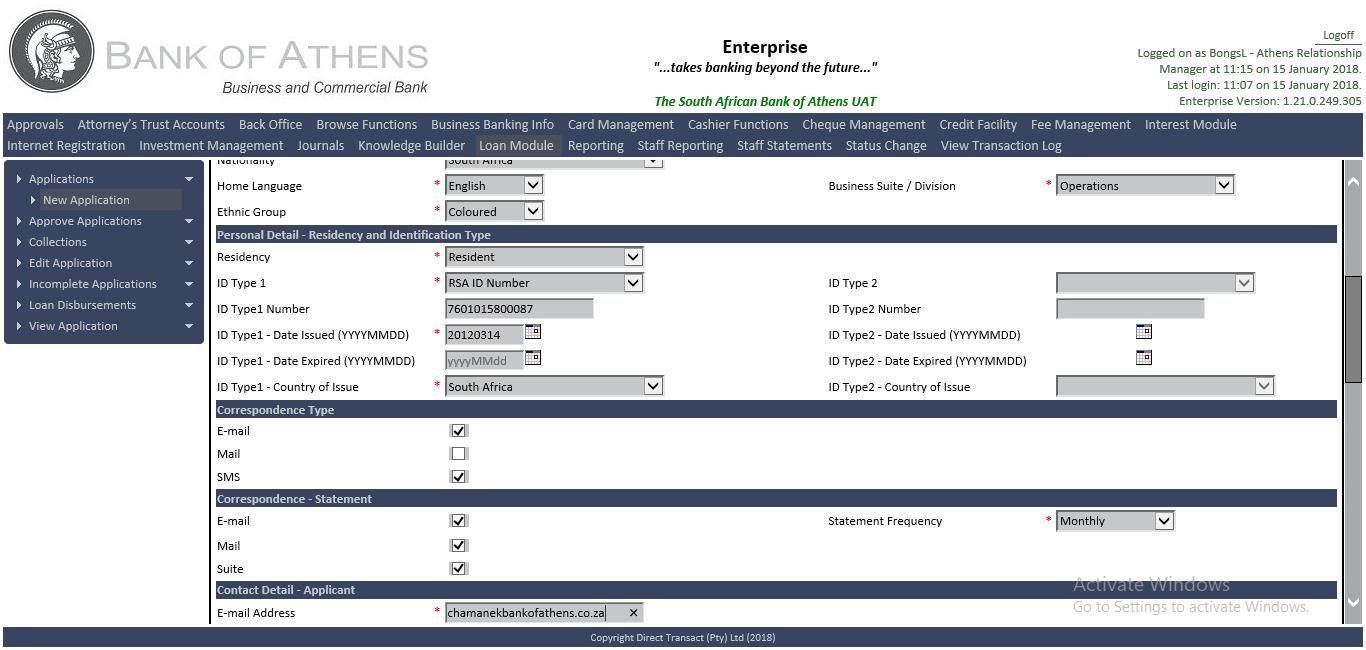 BANK OF ATHENS
Business and Commercial Bank
Enterprise
"...takes banking beyond the future..."
The South African Bank of Athens UAT
Logoff
Logged on as BongsL - Athens Relationship
Manager at 11:15 on 15 January 2018.
Last login: 11:07 on 15 January 2018.
Enterprise Version: 1.21.0.249.305
Approvals Attorney's Trust Accounts Back Office Browse Functions Business Banking Info Card Management Cashier Functions Cheque Management Credit Facility Fee Management Interest Module
Internet Registration Investment Management Journals Knowledge Builder Loan Module Reporting Staff Reporting Staff Statements Status Change View Transaction Log
Applications
New Application
Approve Applications
Collections
Edit Application
Incomplete Applications
Loan Disbursements
View Application
Nationality South Africa
Home Language * English Business Suite / Division * Operations
Ethnic Group * Coloured
Personal Detail - Residency and Identification Type
Residency * Resident
ID Type 1 * RSA ID Number ID Type 2
ID Type1 Number 7601015800087 ID Type2 Number
ID Type1 - Date Issued (YYYYMMDD) * 20120314 ID Type2 - Date Issued (YYYYMMDD)
ID Type1 - Date Expired (YYYYMMDD) yyyyMMdd ID Type2 - Date Expired (YYYYMMDD)
ID Type1 - Country of Issue * South Africa ID Type2 - Country of Issue
Correspondence Type
E-mail
Mail
SMS
Correspondence - Statement
E-mail Statement Frequency * Monthly
Mail
Suite
Contact Detail - Applicant
E-mail Address * chamanekbankofathens.co.za
Activate Windows
Go to Settings to activate Windows.
Copyright Direct Transact (Pty) Ltd (2018)